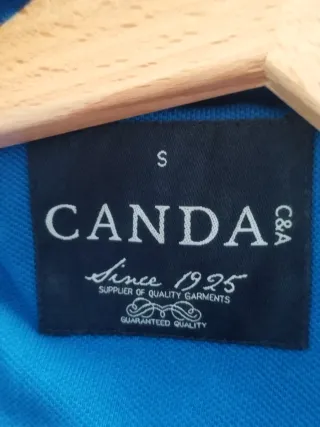 S
CANDA C&A
Since 1925
SUPPLIER OF QUALITY GARMENTS
GUARANTEED QUALITY